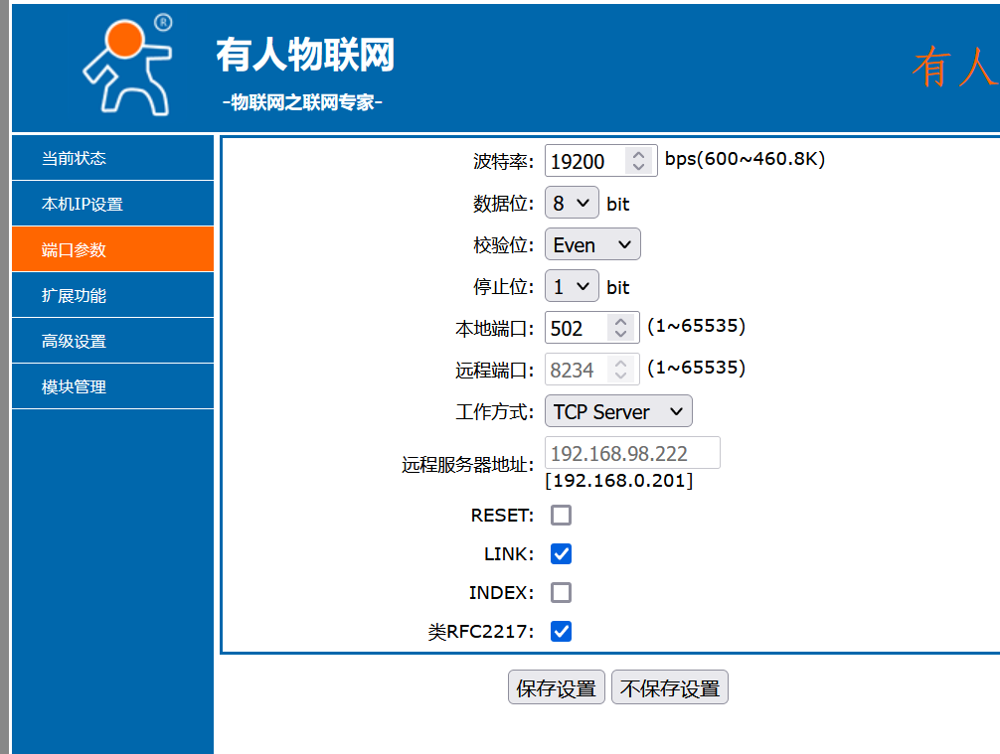 ®
有人物联网
有人
-物联网之联网专家-
当前状态
本机IP设置
端口参数
扩展功能
高级设置
模块管理
波特率: 19200 bps(600~460.8K)
数据位: 8 bit
校验位: Even
停止位: 1 bit
本地端口: 502 (1~65535)
远程端口: 8234 (1~65535)
工作方式: TCP Server
远程服务器地址: 192.168.98.222
[192.168.0.201]
RESET:
LINK:
INDEX:
类RFC2217:
保存设置 不保存设置